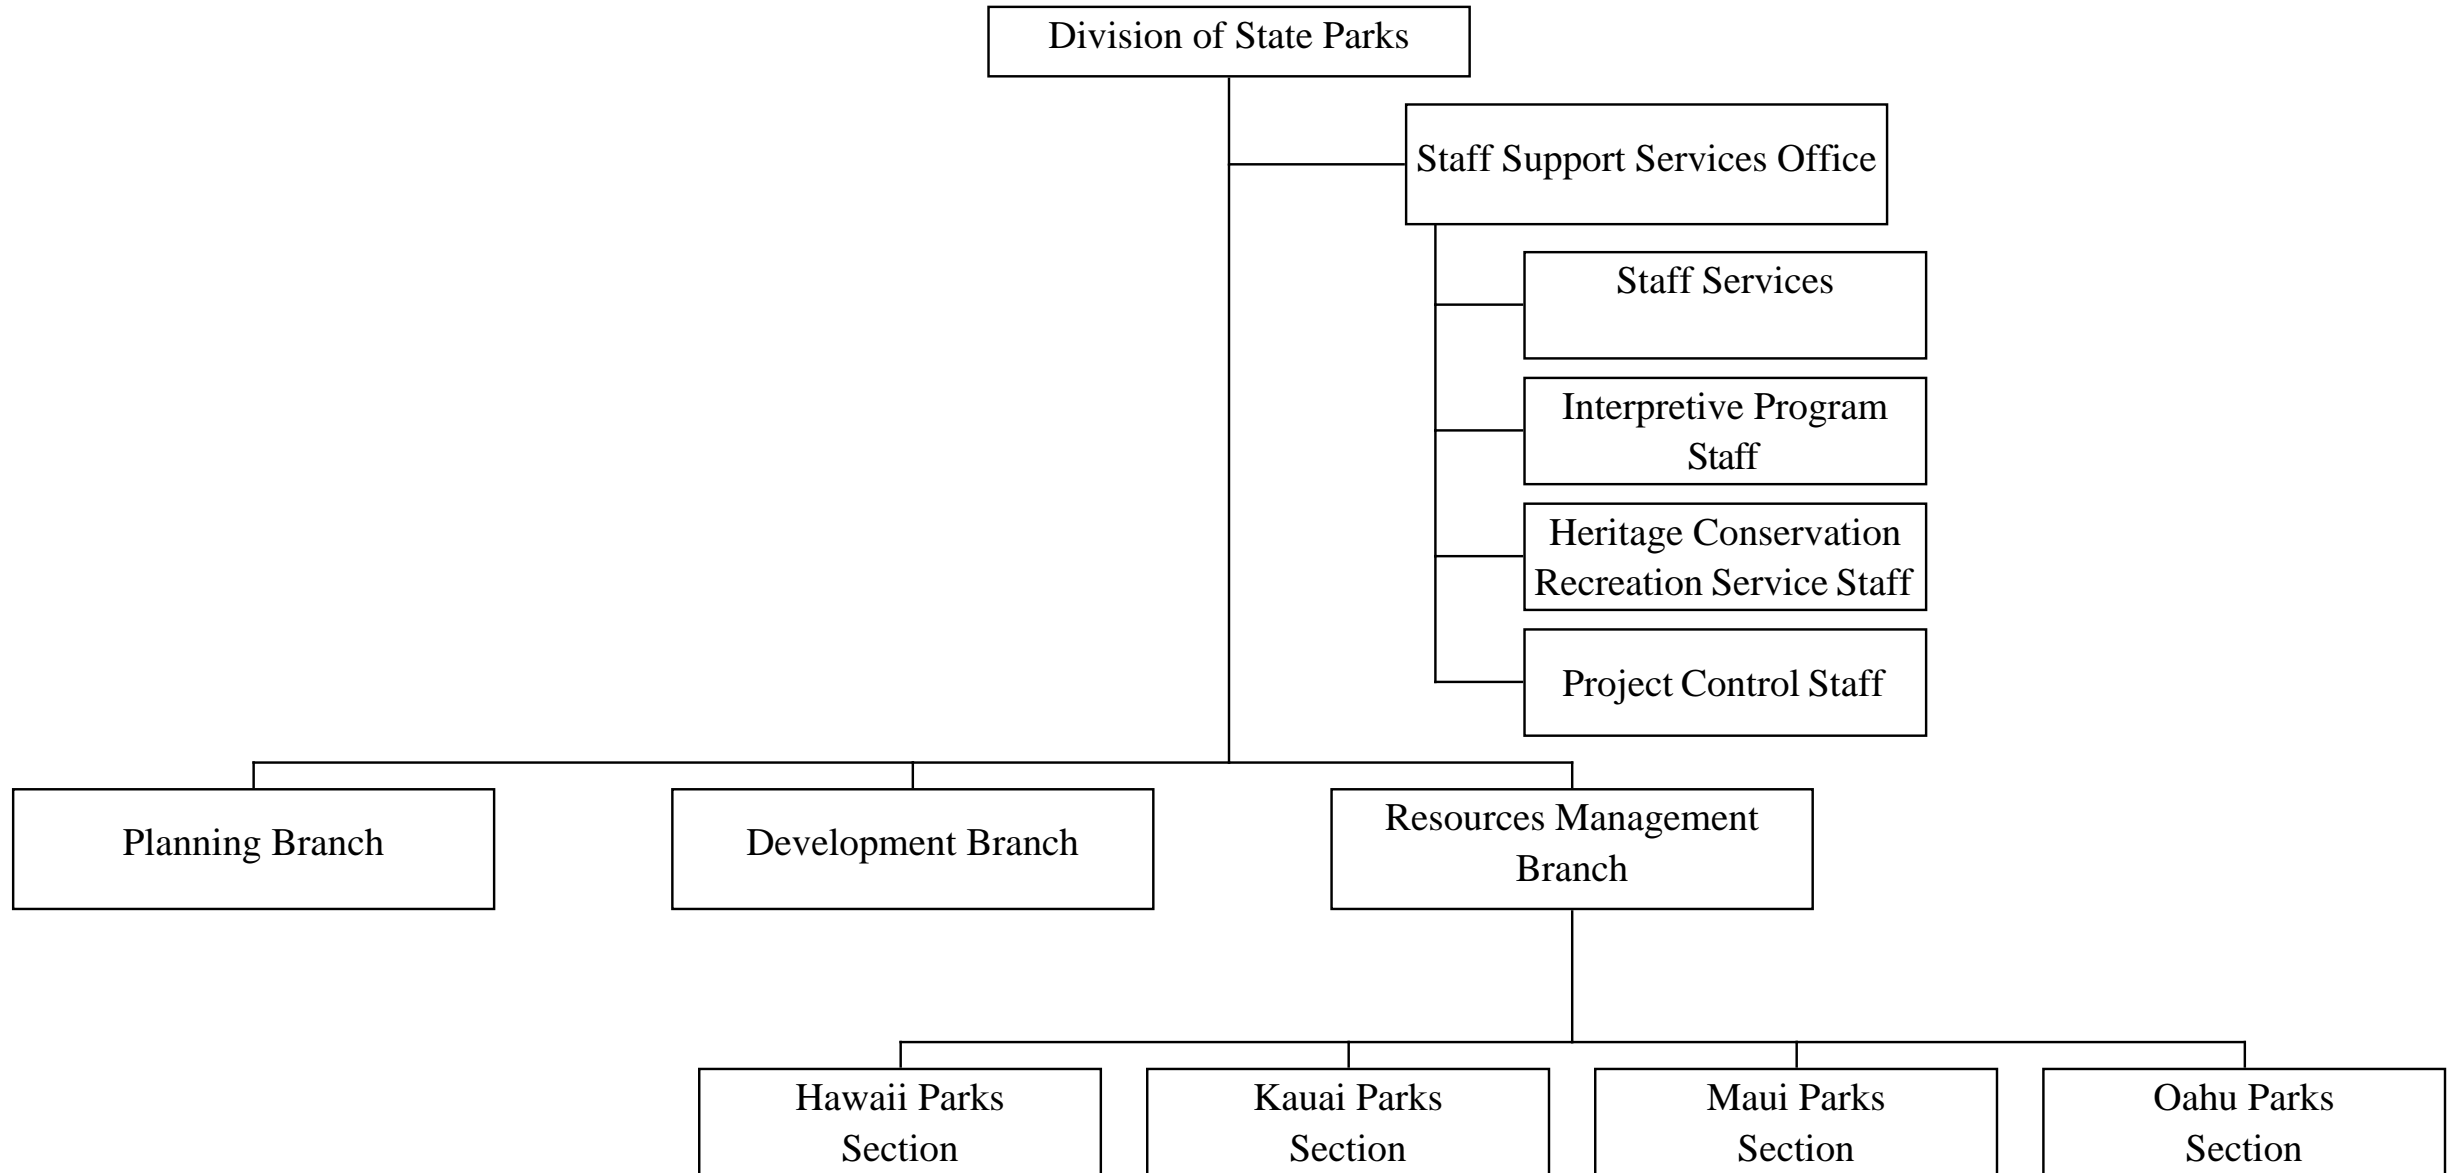 Division of State Parks
Staff Support Services Office
Staff Services
Interpretive Program
Staff
Heritage Conservation
Recreation Service Staff
Project Control Staff
Planning Branch
Development Branch
Resources Management
Branch
Hawaii Parks
Section
Kauai Parks
Section
Maui Parks
Section
Oahu Parks
Section